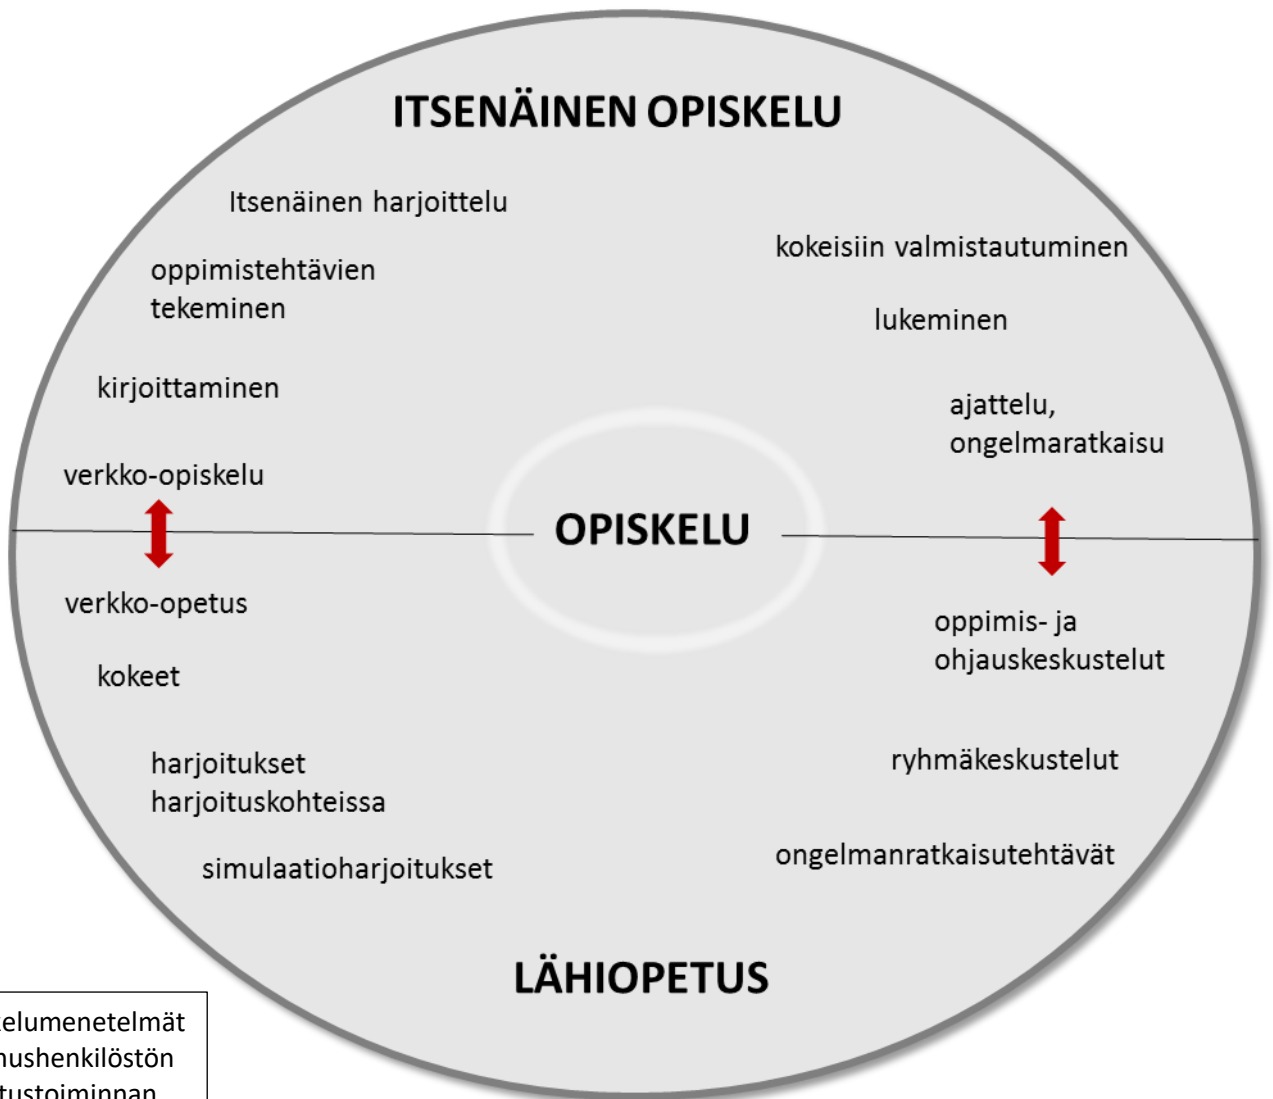 ITSENÄINEN OPISKELU
Itsenäinen harjoittelu
kokeisiin valmistautuminen
oppimistehtävien
tekeminen
lukeminen
kirjoittaminen
ajattelu,
ongelmaratkaisu
verkko-opiskelu
OPISKELU
verkko-opetus
oppimis- ja
ohjauskeskustelut
kokeet
harjoitukset
harjoituskohteissa
ryhmäkeskustelut
simulaatioharjoitukset
ongelmanratkaisutehtävät
LÄHIOPETUS